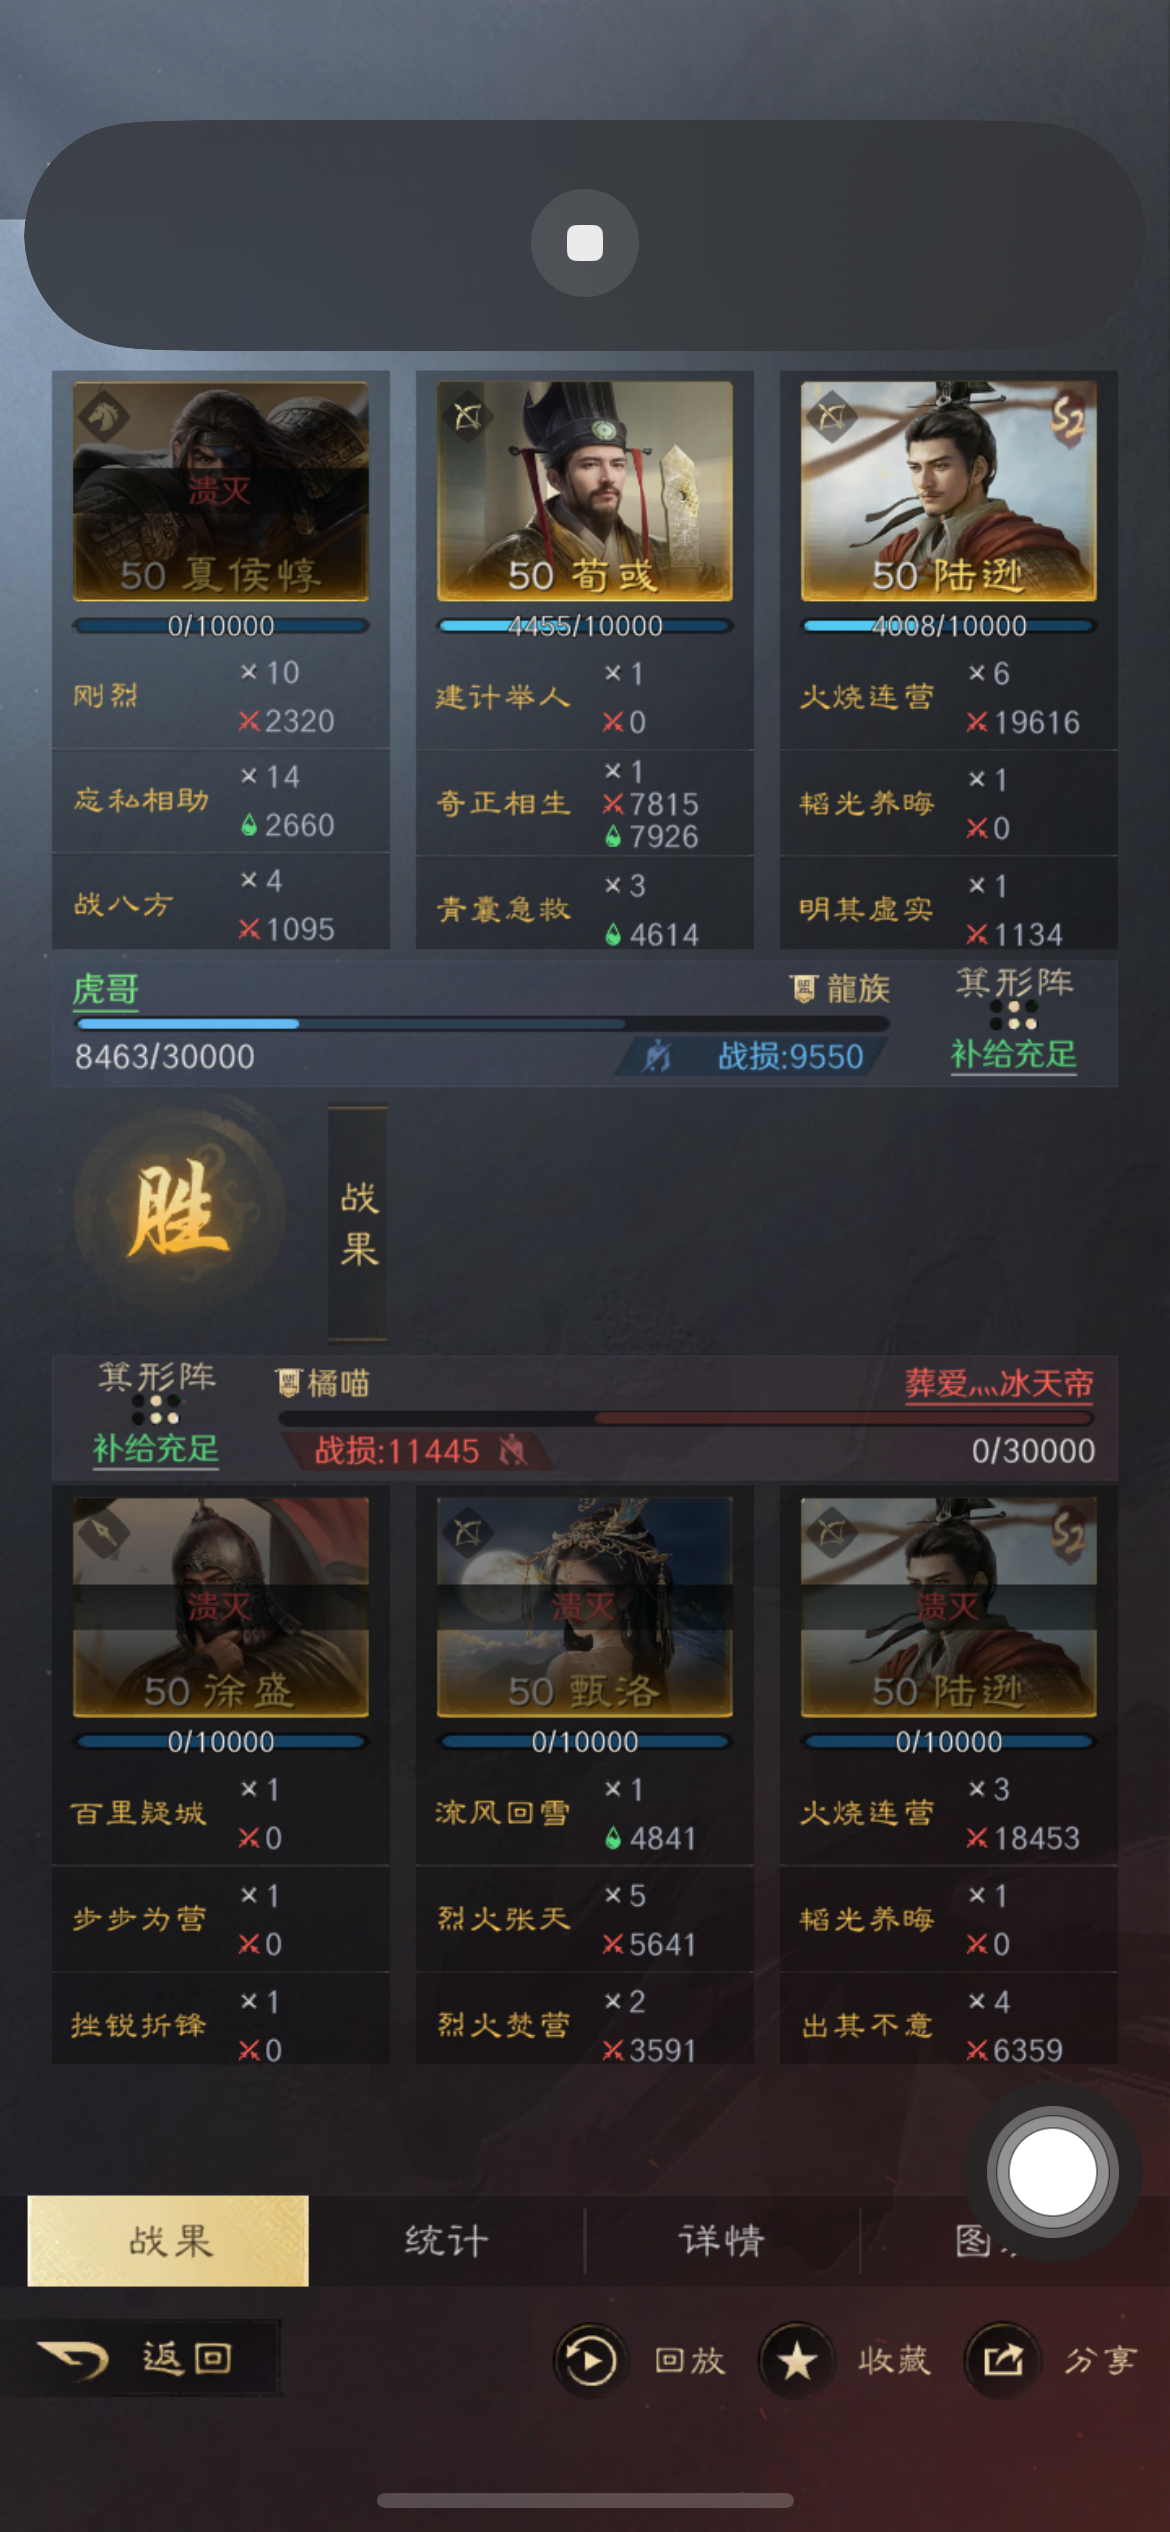 S2
溃灭
50 夏侯惇
50 荀彧
50 陆逊
0/10000
4455/10000
4008/10000
刚烈
×10
2320
忘私相助
×14
2660
战八方
×4
1095
建计举人
×1
0
奇正相生
×1
7815
7926
青囊急救
×3
4614
火烧连营
×6
19616
韬光养晦
×1
0
明其虚实
×1
1134
虎哥
盟 龍族
箕形阵
8463/30000
战损:9550
补给充足
胜
战果
箕形阵
盟 橘喵
葬爱灬冰天帝
补给充足
战损:11445
0/30000
S2
溃灭
溃灭
溃灭
50 徐盛
50 甄洛
50 陆逊
0/10000
0/10000
0/10000
百里疑城
×1
0
步步为营
×1
0
挫锐折锋
×1
0
流风回雪
×1
4841
烈火张天
×5
5641
烈火焚营
×2
3591
火烧连营
×3
18453
韬光养晦
×1
0
出其不意
×4
6359
战果
统计
详情
图
返回
回放
收藏
分享